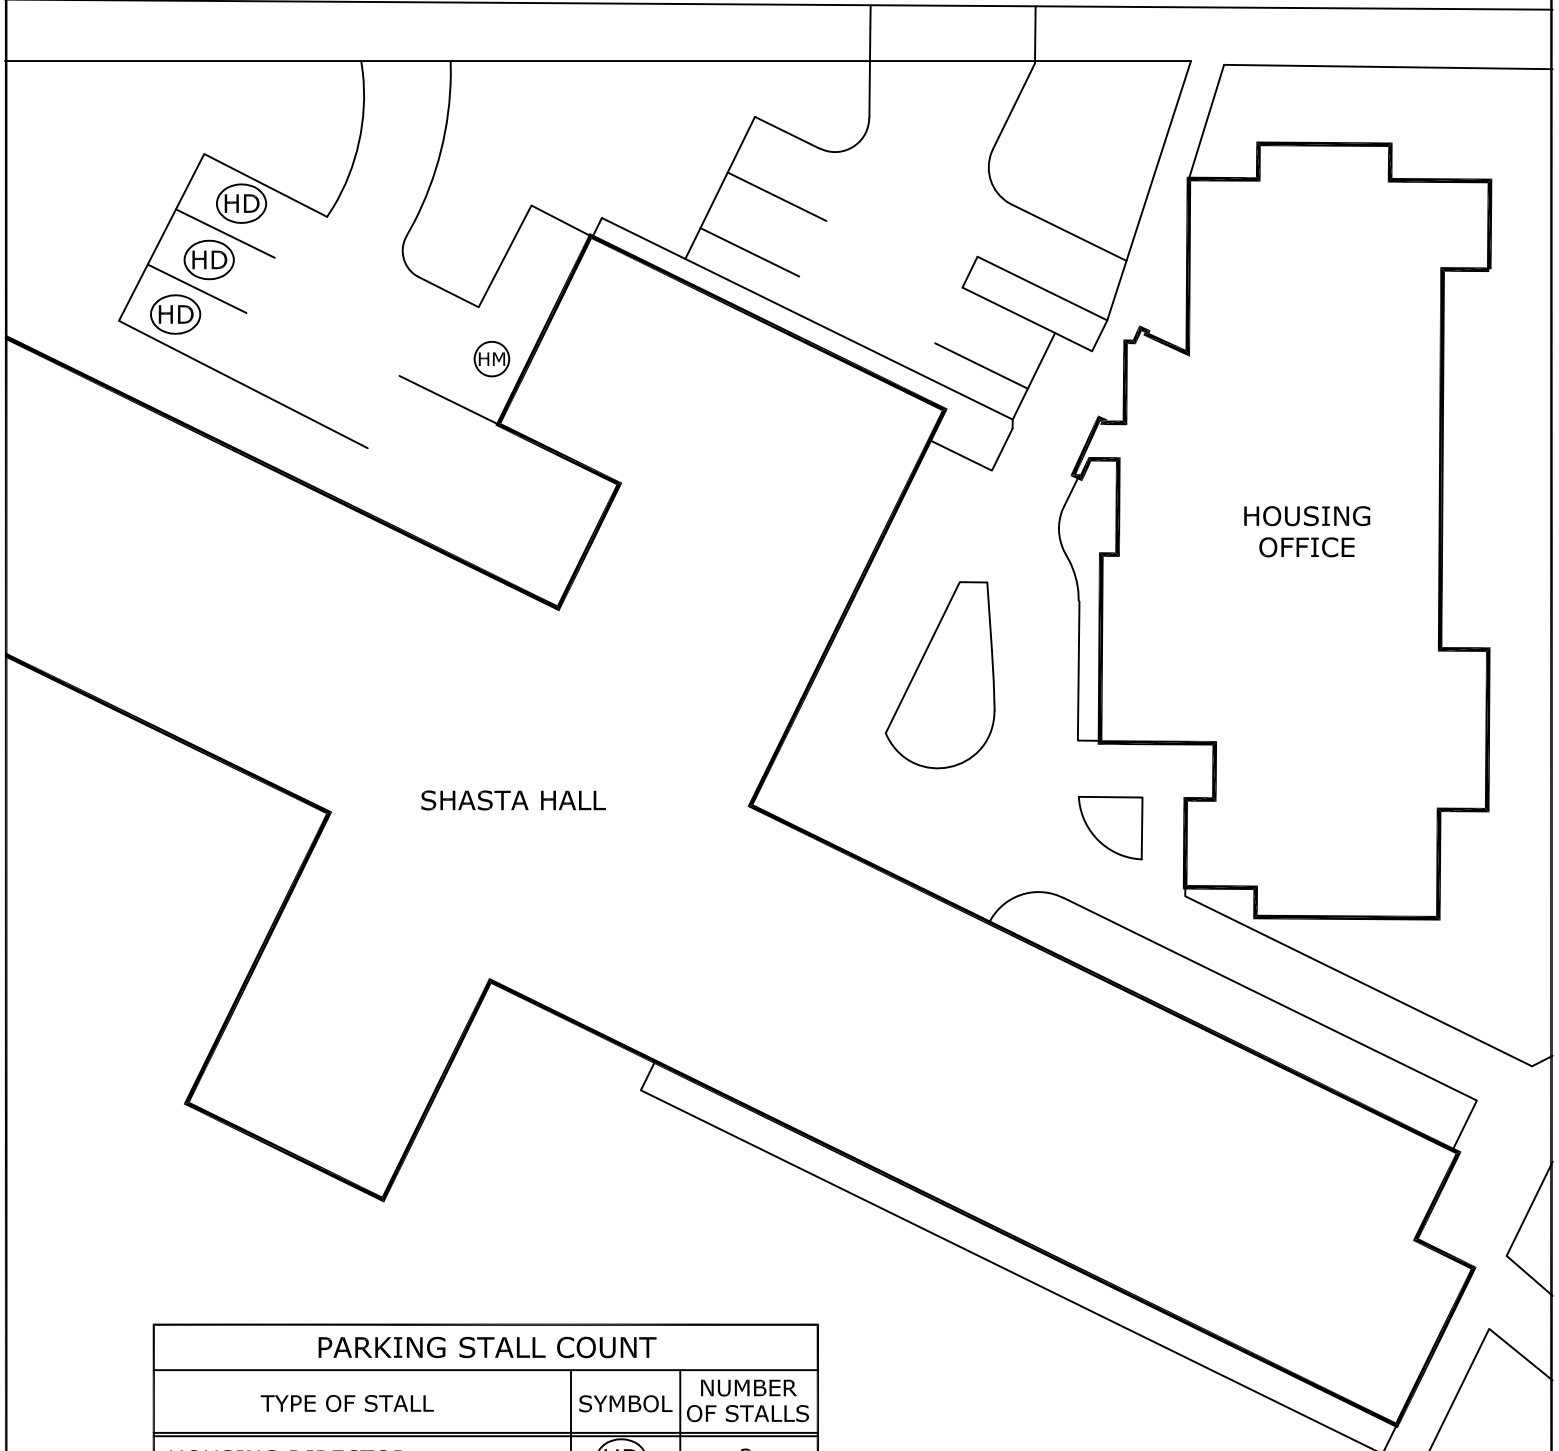 HD
HD
HD
HM
HOUSING
OFFICE
SHASTA HALL
PARKING STALL COUNT
TYPE OF STALL
SYMBOL
NUMBER
OF STALLS